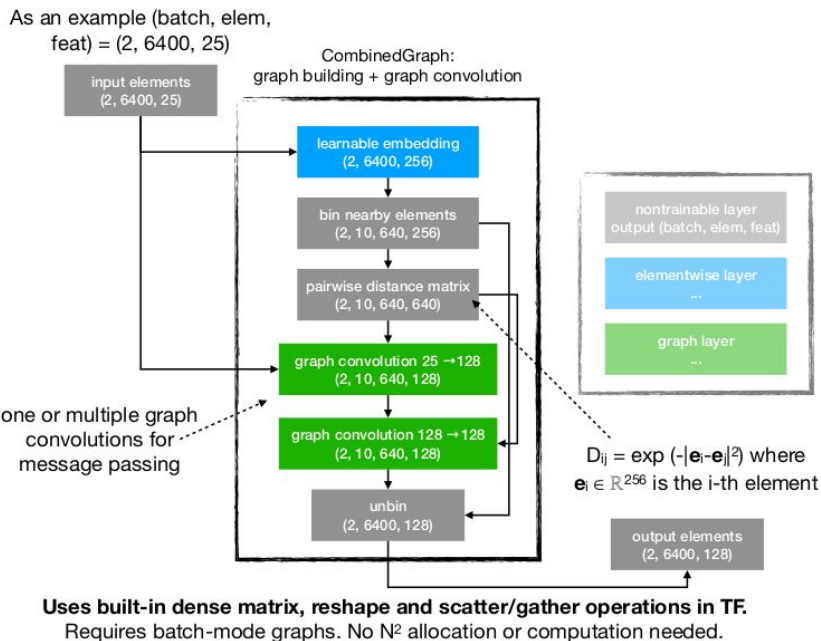 As an example (batch, elem,
feat) = (2, 6400, 25)
input elements
(2, 6400, 25)
CombinedGraph:
graph building + graph convolution
learnable embedding
(2, 6400, 256)
bin nearby elements
(2, 10, 640, 256)
pairwise distance matrix
(2, 10, 640, 640)
graph convolution 25 →128
(2, 10, 640, 128)
graph convolution 128 →128
(2, 10, 640, 128)
unbin
(2, 6400, 128)
one or multiple graph
convolutions for
message passing
nontrainable layer
output (batch, elem, feat)
elementwise layer
...
graph layer
...
Dij = exp (-|ei-ej|²) where
ei ∈ ℝ²⁵⁶ is the i-th element
output elements
(2, 6400, 128)
Uses built-in dense matrix, reshape and scatter/gather operations in TF.
Requires batch-mode graphs. No N² allocation or computation needed.